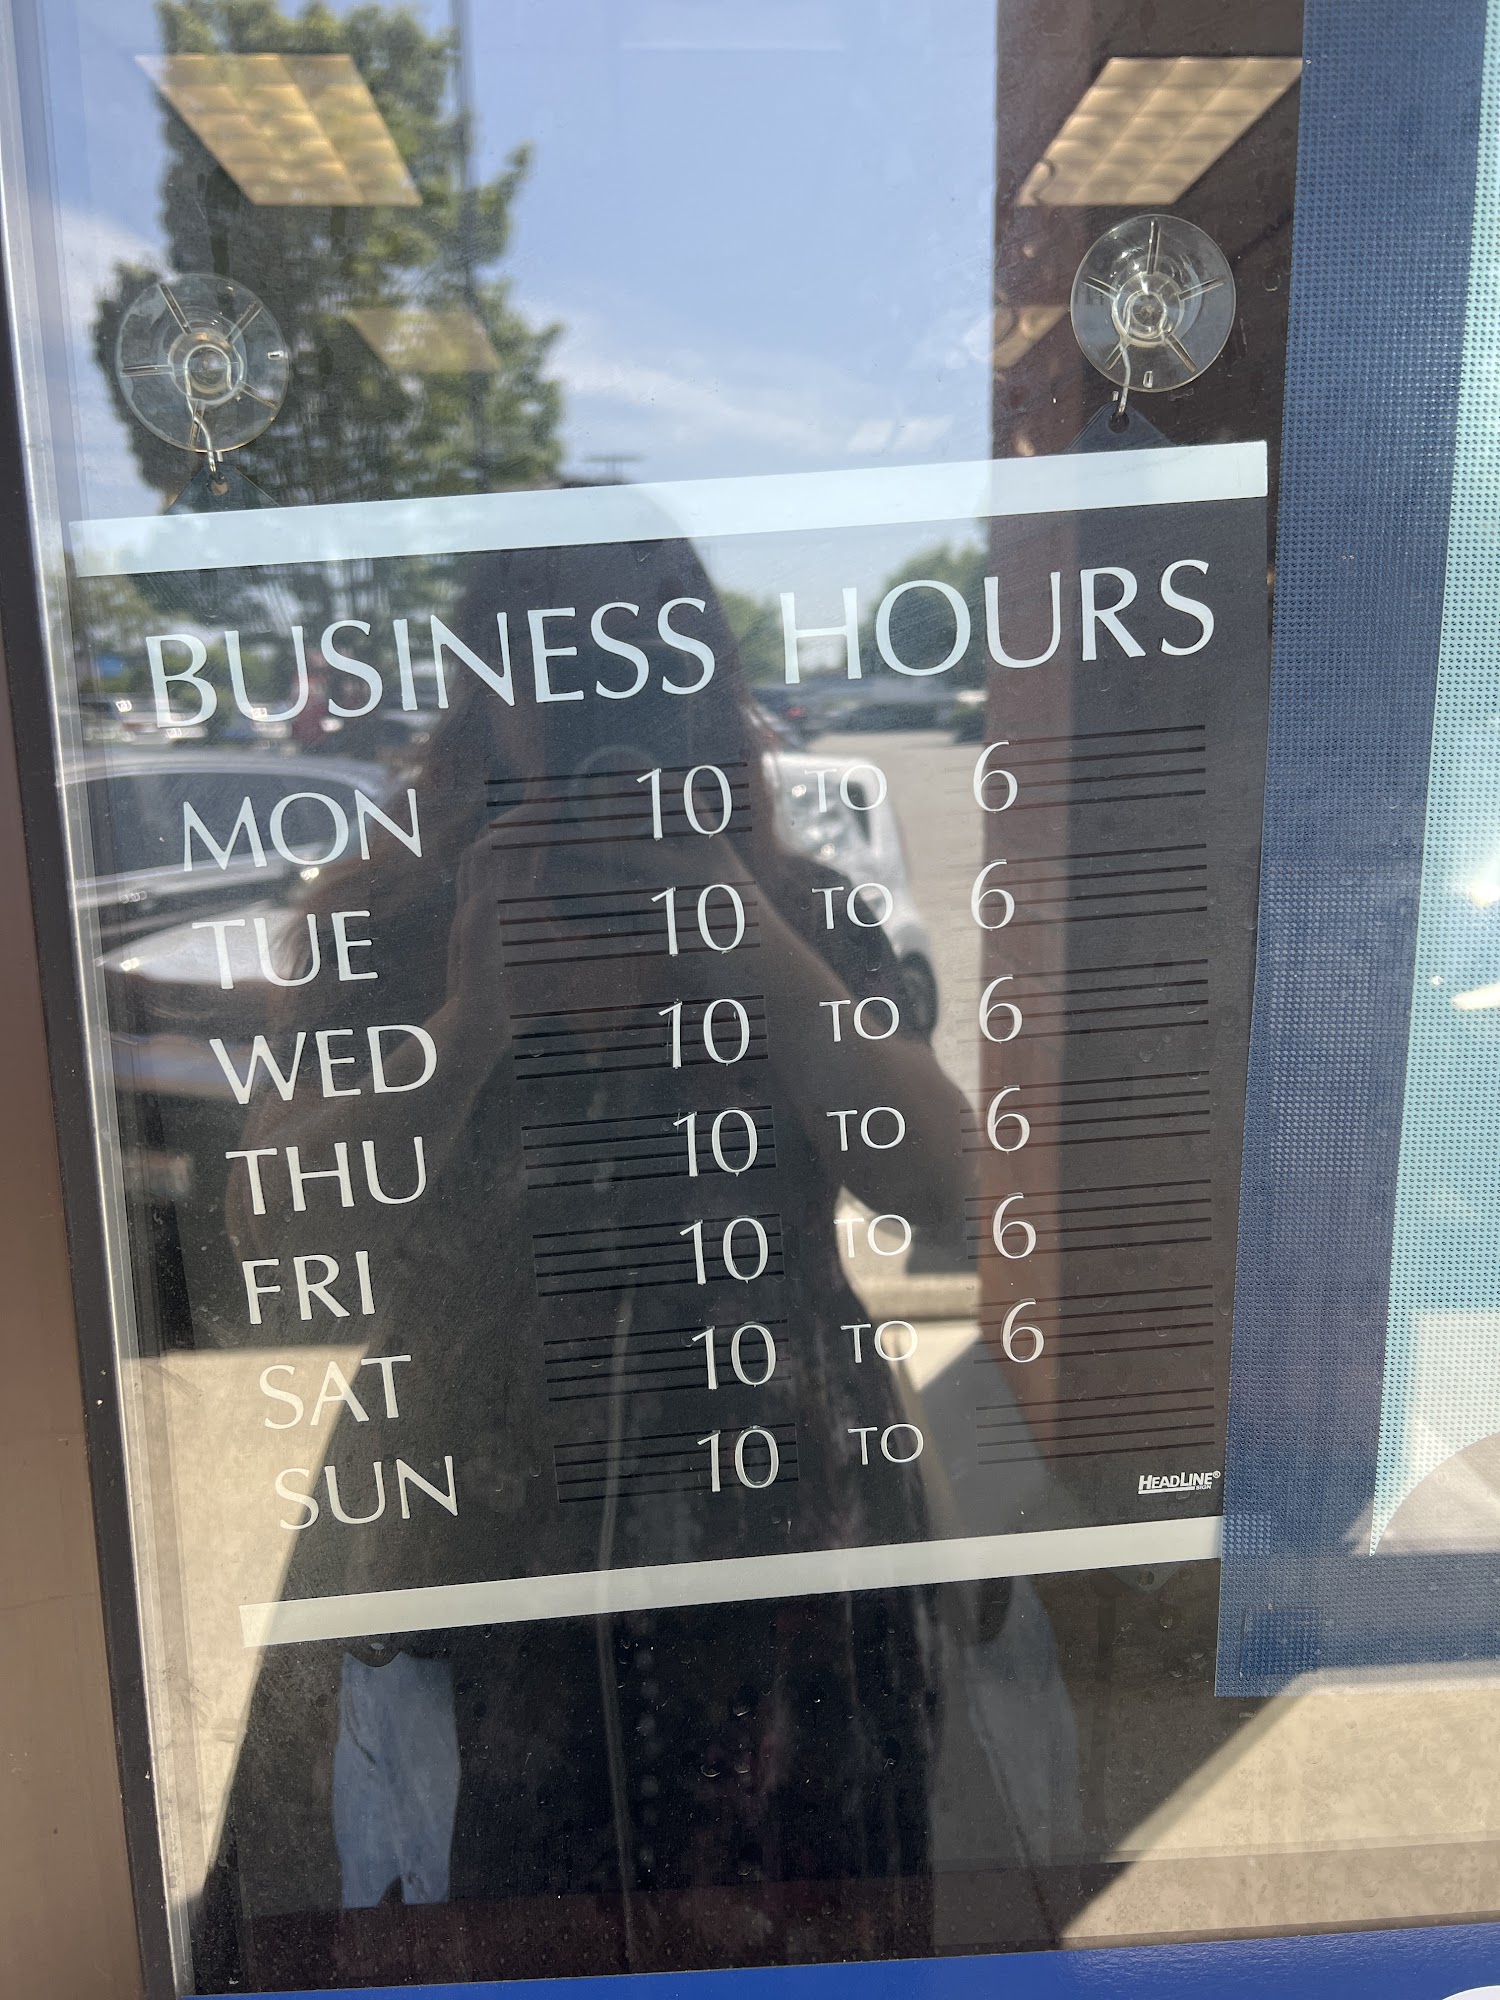 BUSINESS HOURS
MON 10 TO 6
TUE 10 TO 6
WED 10 TO 6
THU 10 TO 6
FRI 10 TO 6
SAT 10 TO 6
SUN 10 TO
HEADLINE®
SIGN